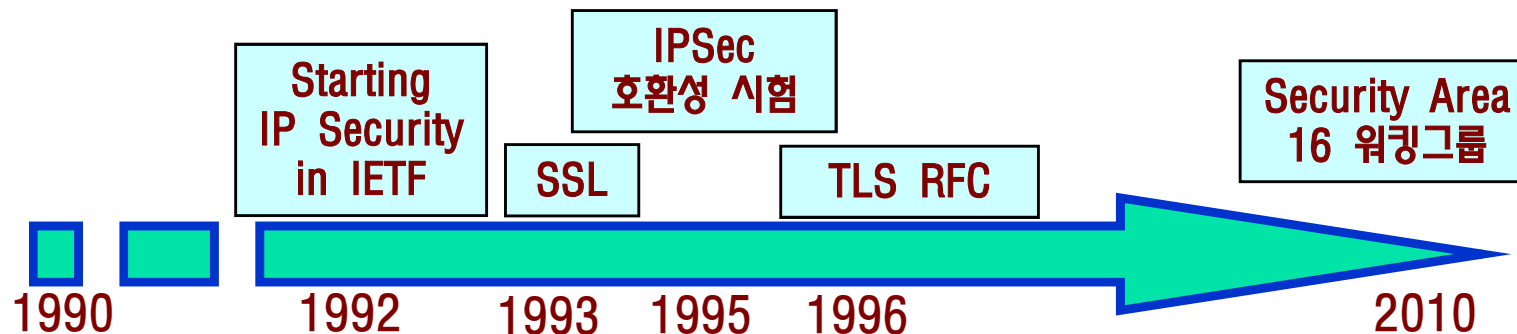 Starting
IP Security
in IETF
SSL
IPSec
호환성 시험
TLS RFC
Security Area
16 워킹그룹
1990
1992
1993
1995
1996
2010